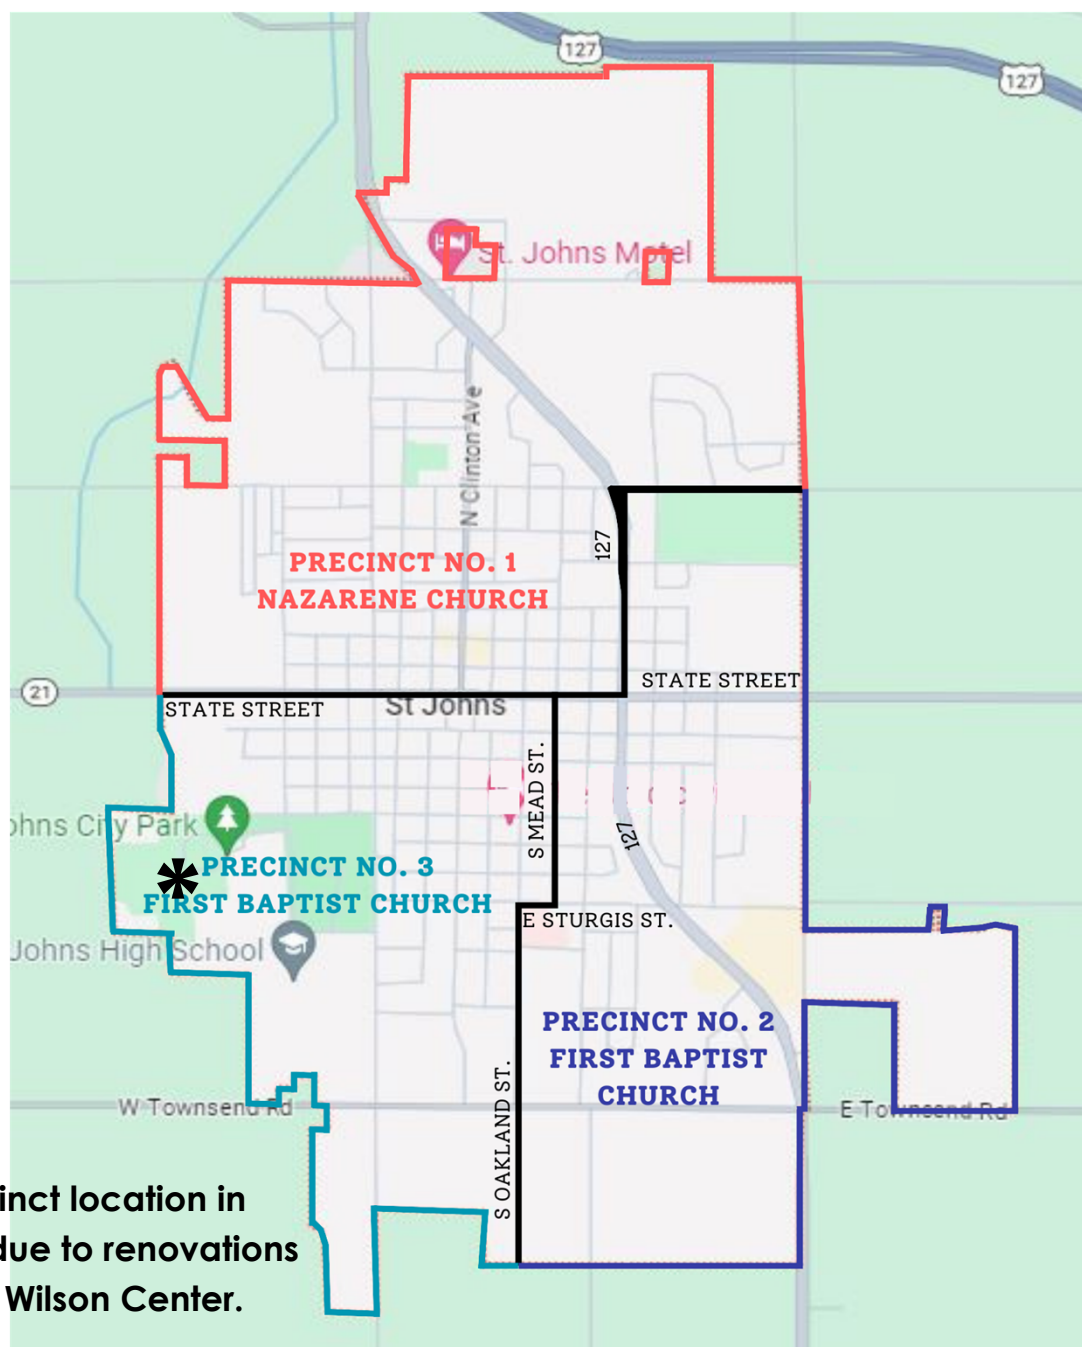 127
127
St. Johns Motel
N Clinton Ave
127
PRECINCT NO. 1
NAZARENE CHURCH
STATE STREET
21
STATE STREET
St Johns
S MEAD ST.
127
ohns City Park
* PRECINCT NO. 3
FIRST BAPTIST CHURCH
E STURGIS ST.
Johns High School
PRECINCT NO. 2
FIRST BAPTIST
CHURCH
S OAKLAND ST.
W Townsend Rd
E Townsend Rd
inct location in
due to renovations
Wilson Center.